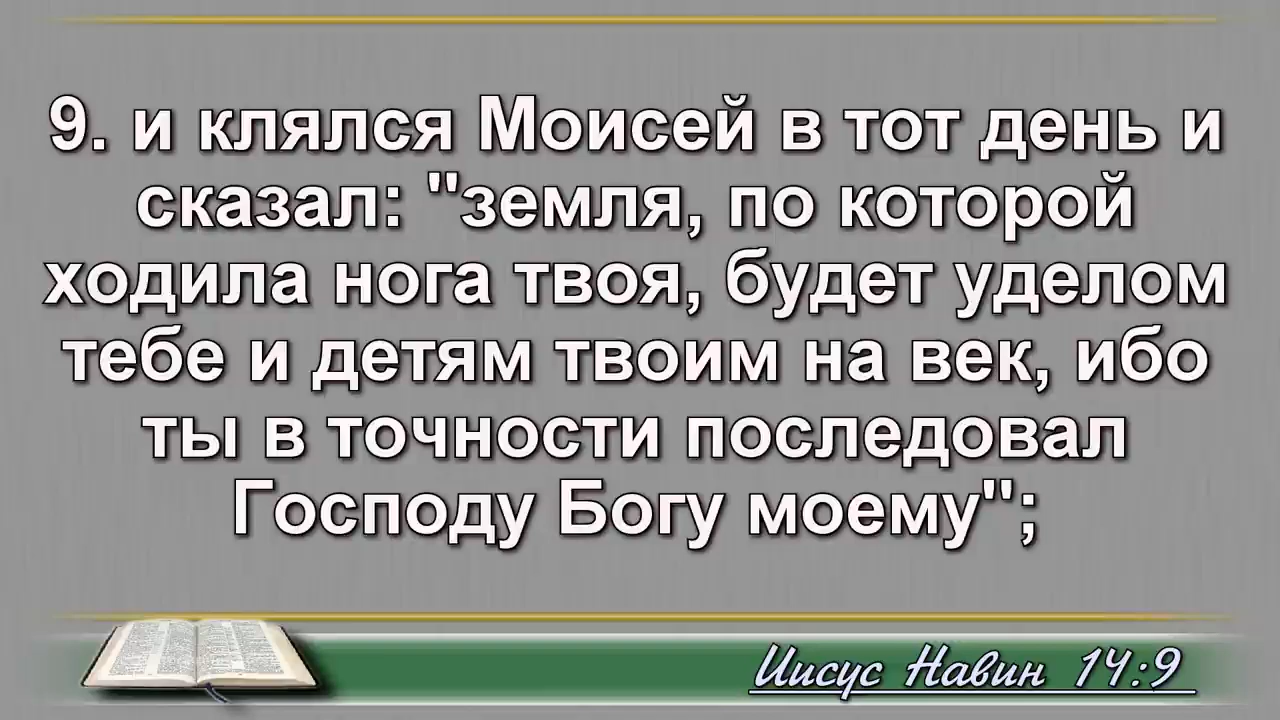 9. и клялся Моисей в тот день и
сказал: "земля, по которой
ходила нога твоя, будет уделом
тебе и детям твоим на век, ибо
ты в точности последовал
Господу Богу моему";
Иисус Навин 14:9